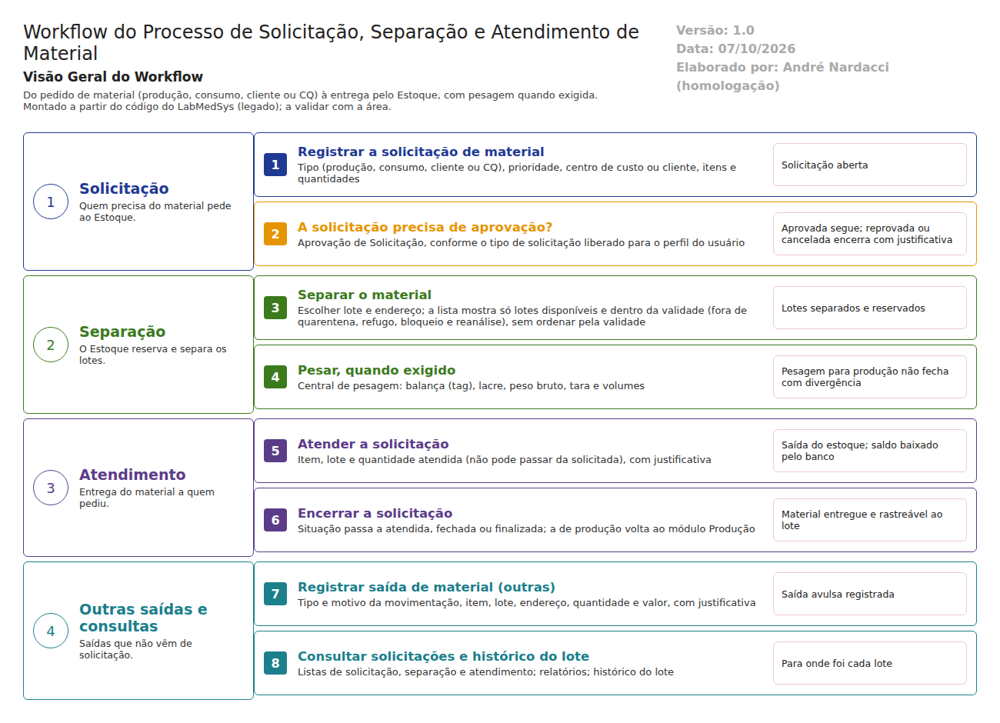 Workflow do Processo de Solicitação, Separação e Atendimento de
Material
Visão Geral do Workflow
Do pedido de material (produção, consumo, cliente ou CQ) à entrega pelo Estoque, com pesagem quando exigida.
Montado a partir do código do LabMedSys (legado); a validar com a área.
Versão: 1.0
Data: 07/10/2026
Elaborado por: André Nardacci
(homologação)
1
Solicitação
Quem precisa do material pede
ao Estoque.
1
Registrar a solicitação de material
Tipo (produção, consumo, cliente ou CQ), prioridade, centro de custo ou cliente, itens e
quantidades
Solicitação aberta
2
A solicitação precisa de aprovação?
Aprovação de Solicitação, conforme o tipo de solicitação liberado para o perfil do usuário
Aprovada segue; reprovada ou
cancelada encerra com justificativa
2
Separação
O Estoque reserva e separa os
lotes.
3
Separar o material
Escolher lote e endereço; a lista mostra só lotes disponíveis e dentro da validade (fora de
quarentena, refugo, bloqueio e reanálise), sem ordenar pela validade
Lotes separados e reservados
4
Pesar, quando exigido
Central de pesagem: balança (tag), lacre, peso bruto, tara e volumes
Pesagem para produção não fecha
com divergência
3
Atendimento
Entrega do material a quem
pediu.
5
Atender a solicitação
Item, lote e quantidade atendida (não pode passar da solicitada), com justificativa
Saída do estoque; saldo baixado
pelo banco
6
Encerrar a solicitação
Situação passa a atendida, fechada ou finalizada; a de produção volta ao módulo Produção
Material entregue e rastreável ao
lote
4
Outras saídas e
consultas
Saídas que não vêm de
solicitação.
7
Registrar saída de material (outras)
Tipo e motivo da movimentação, item, lote, endereço, quantidade e valor, com justificativa
Saída avulsa registrada
8
Consultar solicitações e histórico do lote
Listas de solicitação, separação e atendimento; relatórios; histórico do lote
Para onde foi cada lote